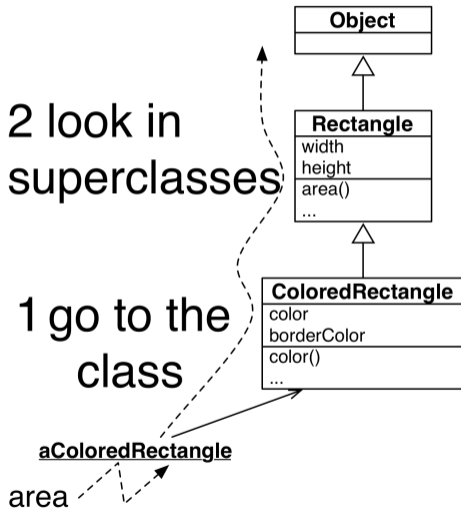 Object
2 look in
superclasses
Rectangle
width
height
area()
...
1 go to the
class
ColoredRectangle
color
borderColor
color()
...
aColoredRectangle
area